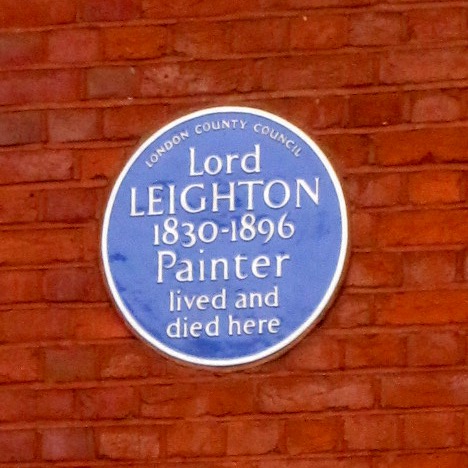 LONDON COUNTY COUNCIL
Lord
LEIGHTON
1830-1896
Painter
lived and
died here